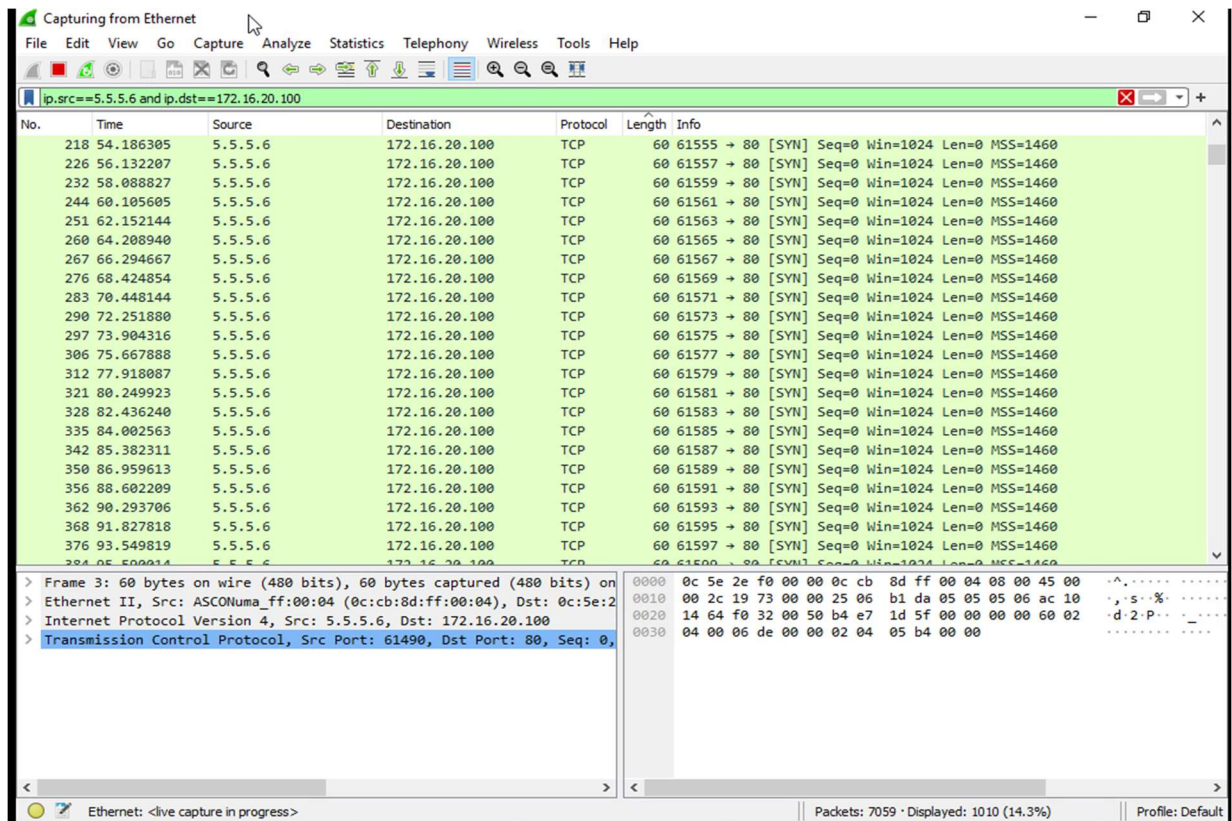 Capturing from Ethernet
File Edit View Go Capture Analyze Statistics Telephony Wireless Tools Help
ip.src==5.5.5.6 and ip.dst==172.16.20.100
No. Time Source Destination Protocol Length Info
218 54.186305 5.5.5.6 172.16.20.100 TCP 60 61555 → 80 [SYN] Seq=0 Win=1024 Len=0 MSS=1460
226 56.132207 5.5.5.6 172.16.20.100 TCP 60 61557 → 80 [SYN] Seq=0 Win=1024 Len=0 MSS=1460
232 58.088827 5.5.5.6 172.16.20.100 TCP 60 61559 → 80 [SYN] Seq=0 Win=1024 Len=0 MSS=1460
244 60.105605 5.5.5.6 172.16.20.100 TCP 60 61561 → 80 [SYN] Seq=0 Win=1024 Len=0 MSS=1460
251 62.152144 5.5.5.6 172.16.20.100 TCP 60 61563 → 80 [SYN] Seq=0 Win=1024 Len=0 MSS=1460
260 64.208940 5.5.5.6 172.16.20.100 TCP 60 61565 → 80 [SYN] Seq=0 Win=1024 Len=0 MSS=1460
267 66.294667 5.5.5.6 172.16.20.100 TCP 60 61567 → 80 [SYN] Seq=0 Win=1024 Len=0 MSS=1460
276 68.424854 5.5.5.6 172.16.20.100 TCP 60 61569 → 80 [SYN] Seq=0 Win=1024 Len=0 MSS=1460
283 70.448144 5.5.5.6 172.16.20.100 TCP 60 61571 → 80 [SYN] Seq=0 Win=1024 Len=0 MSS=1460
290 72.251880 5.5.5.6 172.16.20.100 TCP 60 61573 → 80 [SYN] Seq=0 Win=1024 Len=0 MSS=1460
297 73.904316 5.5.5.6 172.16.20.100 TCP 60 61575 → 80 [SYN] Seq=0 Win=1024 Len=0 MSS=1460
306 75.667888 5.5.5.6 172.16.20.100 TCP 60 61577 → 80 [SYN] Seq=0 Win=1024 Len=0 MSS=1460
312 77.918087 5.5.5.6 172.16.20.100 TCP 60 61579 → 80 [SYN] Seq=0 Win=1024 Len=0 MSS=1460
321 80.249923 5.5.5.6 172.16.20.100 TCP 60 61581 → 80 [SYN] Seq=0 Win=1024 Len=0 MSS=1460
328 82.436240 5.5.5.6 172.16.20.100 TCP 60 61583 → 80 [SYN] Seq=0 Win=1024 Len=0 MSS=1460
335 84.002563 5.5.5.6 172.16.20.100 TCP 60 61585 → 80 [SYN] Seq=0 Win=1024 Len=0 MSS=1460
342 85.382311 5.5.5.6 172.16.20.100 TCP 60 61587 → 80 [SYN] Seq=0 Win=1024 Len=0 MSS=1460
350 86.959613 5.5.5.6 172.16.20.100 TCP 60 61589 → 80 [SYN] Seq=0 Win=1024 Len=0 MSS=1460
356 88.602209 5.5.5.6 172.16.20.100 TCP 60 61591 → 80 [SYN] Seq=0 Win=1024 Len=0 MSS=1460
362 90.293706 5.5.5.6 172.16.20.100 TCP 60 61593 → 80 [SYN] Seq=0 Win=1024 Len=0 MSS=1460
368 91.827818 5.5.5.6 172.16.20.100 TCP 60 61595 → 80 [SYN] Seq=0 Win=1024 Len=0 MSS=1460
376 93.549819 5.5.5.6 172.16.20.100 TCP 60 61597 → 80 [SYN] Seq=0 Win=1024 Len=0 MSS=1460
> Frame 3: 60 bytes on wire (480 bits), 60 bytes captured (480 bits) on
> Ethernet II, Src: ASCONuma_ff:00:04 (0c:cb:8d:ff:00:04), Dst: 0c:5e:2
> Internet Protocol Version 4, Src: 5.5.5.6, Dst: 172.16.20.100
> Transmission Control Protocol, Src Port: 61490, Dst Port: 80, Seq: 0,
0000 0c 5e 2e f0 00 00 0c cb 8d ff 00 04 08 00 45 00 ·^.····· ······
0010 00 2c 19 73 00 00 25 06 b1 da 05 05 05 06 ac 10 ·,·s··%· ······
0020 14 64 f0 32 00 50 b4 e7 1d 5f 00 00 00 00 60 02 ·d·2·P·· ·_····
0030 04 00 06 de 00 00 02 04 05 b4 00 00 ········ ····
Ethernet: <live capture in progress> Packets: 7059 · Displayed: 1010 (14.3%) Profile: Default